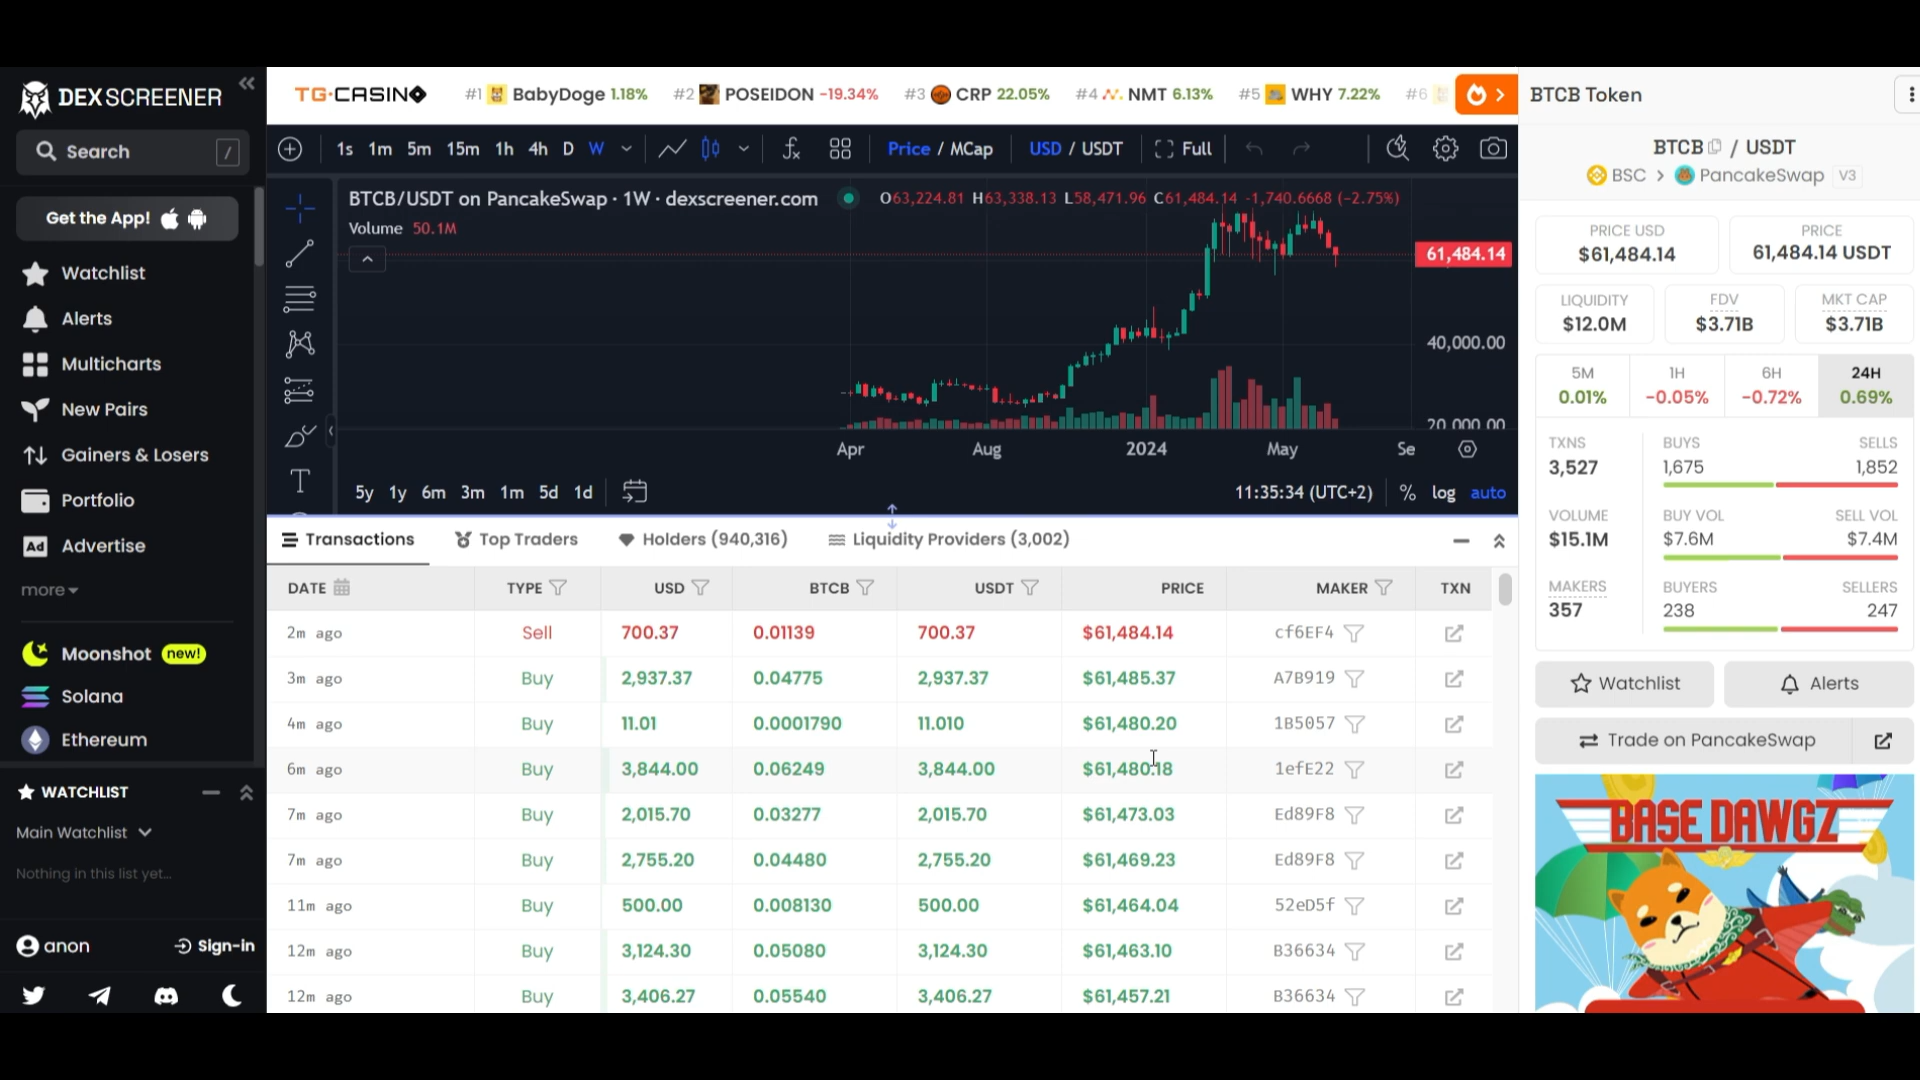 DEX SCREENER
Search /
Get the App!
Watchlist
Alerts
Multicharts
New Pairs
Gainers & Losers
Portfolio
Ad Advertise
more
Moonshot new!
Solana
Ethereum
WATCHLIST
Main Watchlist
Nothing in this list yet...
anon Sign-in
TG·CASINO #1 BabyDoge 1.18% #2 POSEIDON -19.34% #3 CRP 22.05% #4 NMT 6.13% #5 WHY 7.22% #6
1s 1m 5m 15m 1h 4h D W Price / MCap USD / USDT Full
BTCB/USDT on PancakeSwap · 1W · dexscreener.com O63,224.81 H63,338.13 L58,471.96 C61,484.14 -1,740.6668 (-2.75%)
Volume 50.1M
61,484.14
40,000.00
20,000.00
Apr Aug 2024 May Se
5y 1y 6m 3m 1m 5d 1d 11:35:34 (UTC+2) % log auto
Transactions Top Traders Holders (940,316) Liquidity Providers (3,002)
DATE TYPE USD BTCB USDT PRICE MAKER TXN
2m ago Sell 700.37 0.01139 700.37 $61,484.14 cf6EF4
3m ago Buy 2,937.37 0.04775 2,937.37 $61,485.37 A7B919
4m ago Buy 11.01 0.0001790 11.010 $61,480.20 1B5057
6m ago Buy 3,844.00 0.06249 3,844.00 $61,480.18 1efE22
7m ago Buy 2,015.70 0.03277 2,015.70 $61,473.03 Ed89F8
7m ago Buy 2,755.20 0.04480 2,755.20 $61,469.23 Ed89F8
11m ago Buy 500.00 0.008130 500.00 $61,464.04 52eD5f
12m ago Buy 3,124.30 0.05080 3,124.30 $61,463.10 B36634
12m ago Buy 3,406.27 0.05540 3,406.27 $61,457.21 B36634
BTCB Token
BTCB / USDT
BSC > PancakeSwap V3
PRICE USD PRICE
$61,484.14 61,484.14 USDT
LIQUIDITY FDV MKT CAP
$12.0M $3.71B $3.71B
5M 1H 6H 24H
0.01% -0.05% -0.72% 0.69%
TXNS BUYS SELLS
3,527 1,675 1,852
VOLUME BUY VOL SELL VOL
$15.1M $7.6M $7.4M
MAKERS BUYERS SELLERS
357 238 247
Watchlist Alerts
Trade on PancakeSwap
BASE DAWGZ